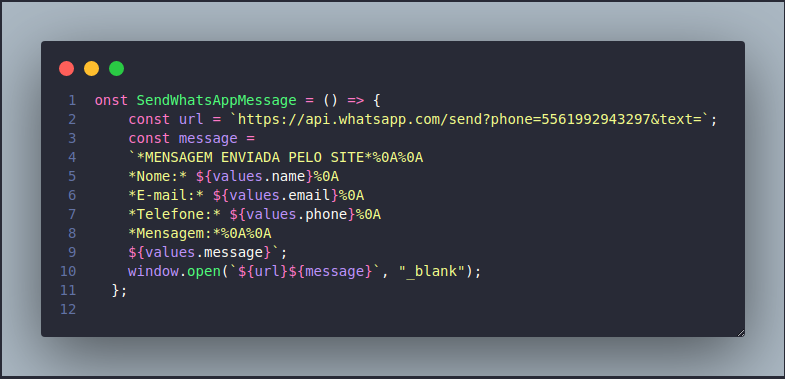 1 onst SendWhatsAppMessage = () => {
2 const url = `https://api.whatsapp.com/send?phone=5561992943297&text=`;
3 const message =
4 `*MENSAGEM ENVIADA PELO SITE*%0A%0A
5 *Nome:* ${values.name}%0A
6 *E-mail:* ${values.email}%0A
7 *Telefone:* ${values.phone}%0A
8 *Mensagem:*%0A%0A
9 ${values.message}`;
10 window.open(`${url}${message}`, "_blank");
11 };
12